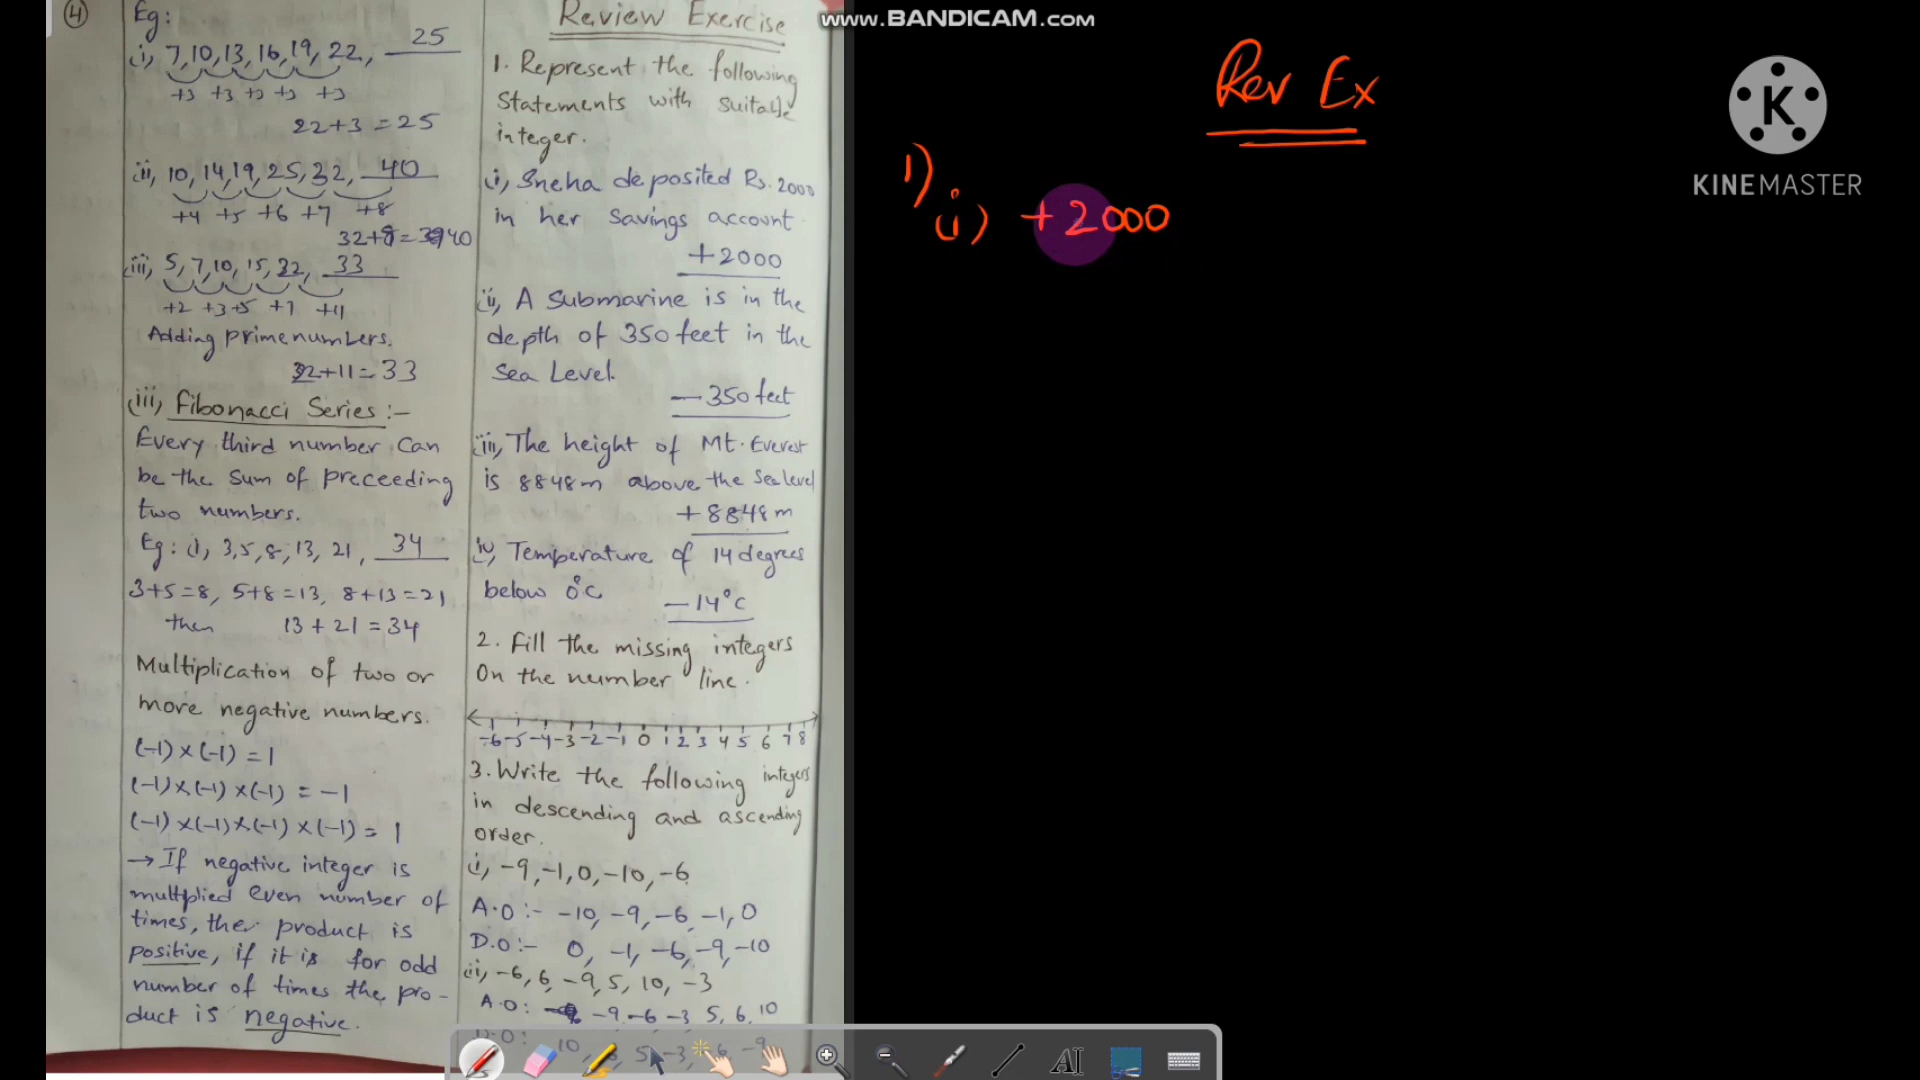 4
Eg:
(i) 7,10,13,16,19,22, 25
+3 +3 +3 +3 +3
22+3 =25
(ii) 10,14,19,25,32, 40
+4 +5 +6 +7 +8
32+8=3940
(iii) 5,7,10,15,22, 33
+2 +3 +5 +7 +11
Adding prime numbers.
22+11=33
(iii) Fibonacci Series:-
Every third number can
be the sum of preceeding
two numbers.
Eg: (i) 3,5,8,13,21, 34
3+5=8, 5+8=13, 8+13=21,
then 13+21=34
Multiplication of two or
more negative numbers.
(-1)×(-1)=1
(-1)×(-1)×(-1) = -1
(-1)×(-1)×(-1)×(-1)= 1
→ If negative integer is
multiplied even number of
times, the product is
positive, if it is for odd
number of times the pro-
duct is negative.
Review Exercise
1. Represent the following
statements with suitable
integer.
(i) Sneha deposited Rs. 2000
in her savings account
+2000
(ii) A submarine is in the
depth of 350 feet in the
Sea Level.
-350 feet
(iii) The height of Mt. Everest
is 8848m above the Sea level
+8848m
(iv) Temperature of 14 degrees
below 0°C
-14°C
2. Fill the missing integers
On the number line.
-6 -5 -4 -3 -2 -1 0 1 2 3 4 5 6 7 8
3. Write the following integers
in descending and ascending
order.
(i) -9,-1,0,-10,-6
A.O:- -10, -9, -6, -1, 0
D.O:- 0, -1, -6, -9, -10
(ii) -6, 6, -9, 5, 10, -3
A.O: -9 -6 -3 5, 6, 10
WWW.BANDICAM.COM
Rev Ex
1)
(i) +2000
K
KINEMASTER
AI